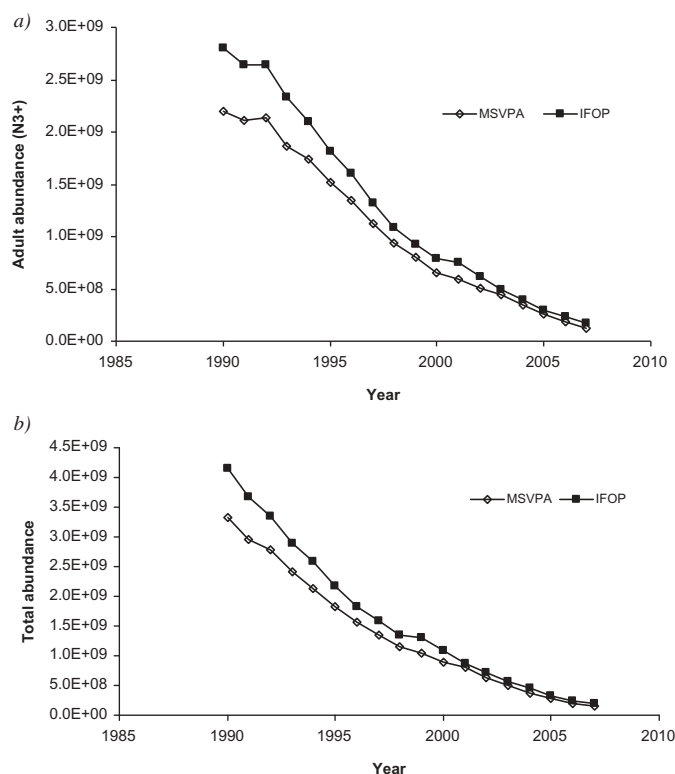 a)
3.0E+09
2.5E+09
2.0E+09
1.5E+09
1.0E+09
5.0E+08
0.0E+00
Adult abundance (N3+)
MSVPA IFOP
1985 1990 1995 2000 2005 2010
Year
b)
4.5E+09
4.0E+09
3.5E+09
3.0E+09
2.5E+09
2.0E+09
1.5E+09
1.0E+09
5.0E+08
0.0E+00
Total abundance
MSVPA IFOP
1985 1990 1995 2000 2005 2010
Year